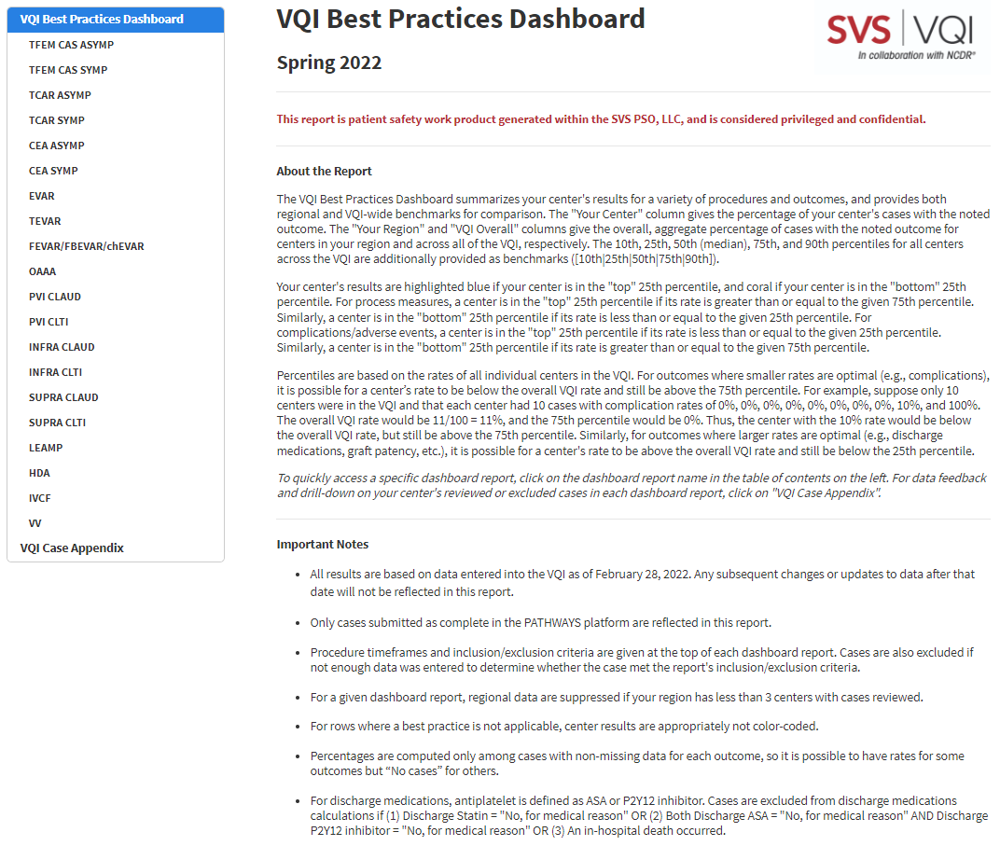 VQI Best Practices Dashboard
TFEM CAS ASYMP
TFEM CAS SYMP
TCAR ASYMP
TCAR SYMP
CEA ASYMP
CEA SYMP
EVAR
TEVAR
FEVAR/FBEVAR/chEVAR
OAAA
PVI CLAUD
PVI CLTI
INFRA CLAUD
INFRA CLTI
SUPRA CLAUD
SUPRA CLTI
LEAMP
HDA
IVCF
VV
VQI Case Appendix
VQI Best Practices Dashboard
SVS | VQI
In collaboration with NCDR®
Spring 2022
This report is patient safety work product generated within the SVS PSO, LLC, and is considered privileged and confidential.
About the Report
The VQI Best Practices Dashboard summarizes your center's results for a variety of procedures and outcomes, and provides both
regional and VQI-wide benchmarks for comparison. The "Your Center" column gives the percentage of your center's cases with the noted
outcome. The "Your Region" and "VQI Overall" columns give the overall, aggregate percentage of cases with the noted outcome for
centers in your region and across all of the VQI, respectively. The 10th, 25th, 50th (median), 75th, and 90th percentiles for all centers
across the VQI are additionally provided as benchmarks ([10th|25th|50th|75th|90th]).
Your center's results are highlighted blue if your center is in the "top" 25th percentile, and coral if your center is in the "bottom" 25th
percentile. For process measures, a center is in the "top" 25th percentile if its rate is greater than or equal to the given 75th percentile.
Similarly, a center is in the "bottom" 25th percentile if its rate is less than or equal to the given 25th percentile. For
complications/adverse events, a center is in the "top" 25th percentile if its rate is less than or equal to the given 25th percentile.
Similarly, a center is in the "bottom" 25th percentile if its rate is greater than or equal to the given 75th percentile.
Percentiles are based on the rates of all individual centers in the VQI. For outcomes where smaller rates are optimal (e.g., complications),
it is possible for a center's rate to be below the overall VQI rate and still be above the 75th percentile. For example, suppose only 10
centers were in the VQI and that each center had 10 cases with complication rates of 0%, 0%, 0%, 0%, 0%, 0%, 0%, 0%, 10%, and 100%.
The overall VQI rate would be 11/100 = 11%, and the 75th percentile would be 0%. Thus, the center with the 10% rate would be below
the overall VQI rate, but still be above the 75th percentile. Similarly, for outcomes where larger rates are optimal (e.g., discharge
medications, graft patency, etc.), it is possible for a center's rate to be above the overall VQI rate and still be below the 25th percentile.
To quickly access a specific dashboard report, click on the dashboard report name in the table of contents on the left. For data feedback
and drill-down on your center's reviewed or excluded cases in each dashboard report, click on "VQI Case Appendix".
Important Notes
• All results are based on data entered into the VQI as of February 28, 2022. Any subsequent changes or updates to data after that
date will not be reflected in this report.
• Only cases submitted as complete in the PATHWAYS platform are reflected in this report.
• Procedure timeframes and inclusion/exclusion criteria are given at the top of each dashboard report. Cases are also excluded if
not enough data was entered to determine whether the case met the report's inclusion/exclusion criteria.
• For a given dashboard report, regional data are suppressed if your region has less than 3 centers with cases reviewed.
• For rows where a best practice is not applicable, center results are appropriately not color-coded.
• Percentages are computed only among cases with non-missing data for each outcome, so it is possible to have rates for some
outcomes but “No cases” for others.
• For discharge medications, antiplatelet is defined as ASA or P2Y12 inhibitor. Cases are excluded from discharge medications
calculations if (1) Discharge Statin = "No, for medical reason" OR (2) Both Discharge ASA = "No, for medical reason" AND Discharge
P2Y12 inhibitor = "No, for medical reason" OR (3) An in-hospital death occurred.